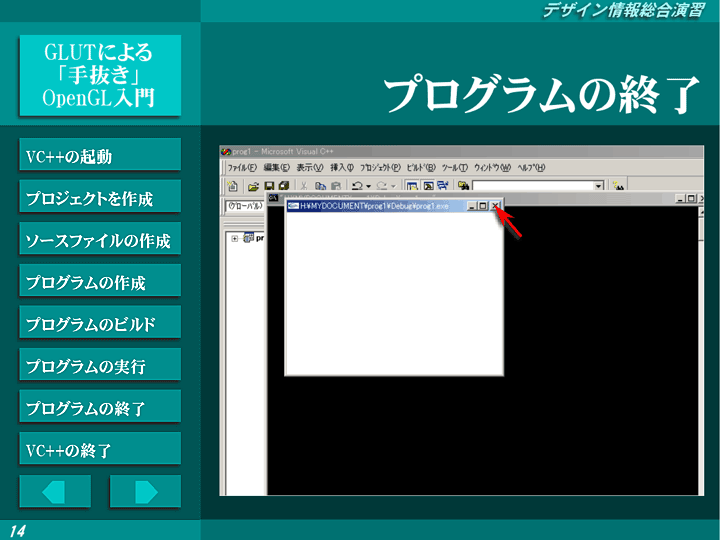 デザイン情報総合演習
GLUTによる
「手抜き」
OpenGL入門
プログラムの終了
VC++の起動
プロジェクトを作成
ソースファイルの作成
プログラムの作成
プログラムのビルド
プログラムの実行
プログラムの終了
VC++の終了
prog1 - Microsoft Visual C++
ファイル(F) 編集(E) 表示(V) 挿入(I) プロジェクト(P) ビルド(B) ツール(T) ウィンドウ(W) ヘルプ(H)
(グローバル)
H:¥MYDOCUMENT¥prog1¥Debug¥prog1.exe
pr
14